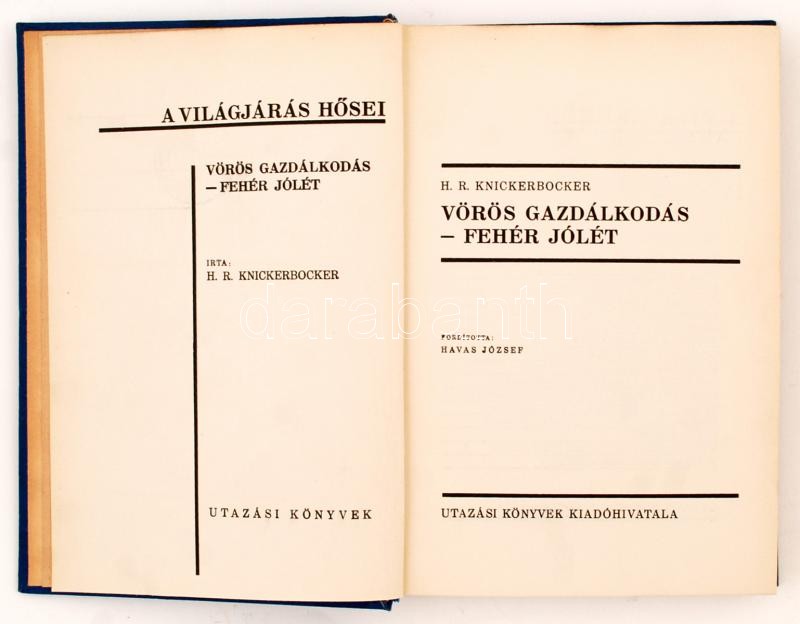 A VILÁGJÁRÁS HŐSEI
VÖRÖS GAZDÁLKODÁS
— FEHÉR JÓLÉT
IRTA:
H. R. KNICKERBOCKER
UTAZÁSI KÖNYVEK
H. R. KNICKERBOCKER
VÖRÖS GAZDÁLKODÁS
— FEHÉR JÓLÉT
FORDÍTOTTA:
HAVAS JÓZSEF
UTAZÁSI KÖNYVEK KIADÓHIVATALA
darabanth